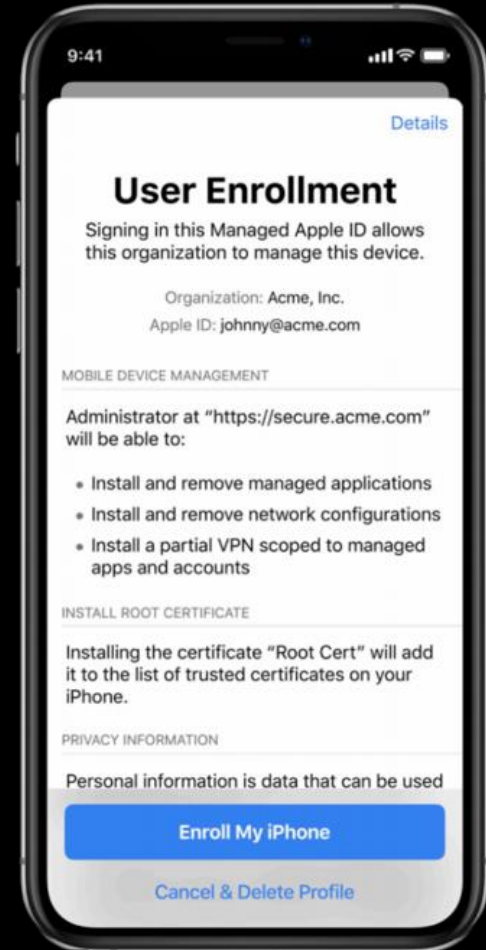 9:41
Details
User Enrollment
Signing in this Managed Apple ID allows
this organization to manage this device.
Organization: Acme, Inc.
Apple ID: johnny@acme.com
MOBILE DEVICE MANAGEMENT
Administrator at “https://secure.acme.com”
will be able to:
• Install and remove managed applications
• Install and remove network configurations
• Install a partial VPN scoped to managed
apps and accounts
INSTALL ROOT CERTIFICATE
Installing the certificate “Root Cert” will add
it to the list of trusted certificates on your
iPhone.
PRIVACY INFORMATION
Personal information is data that can be used
Enroll My iPhone
Cancel & Delete Profile